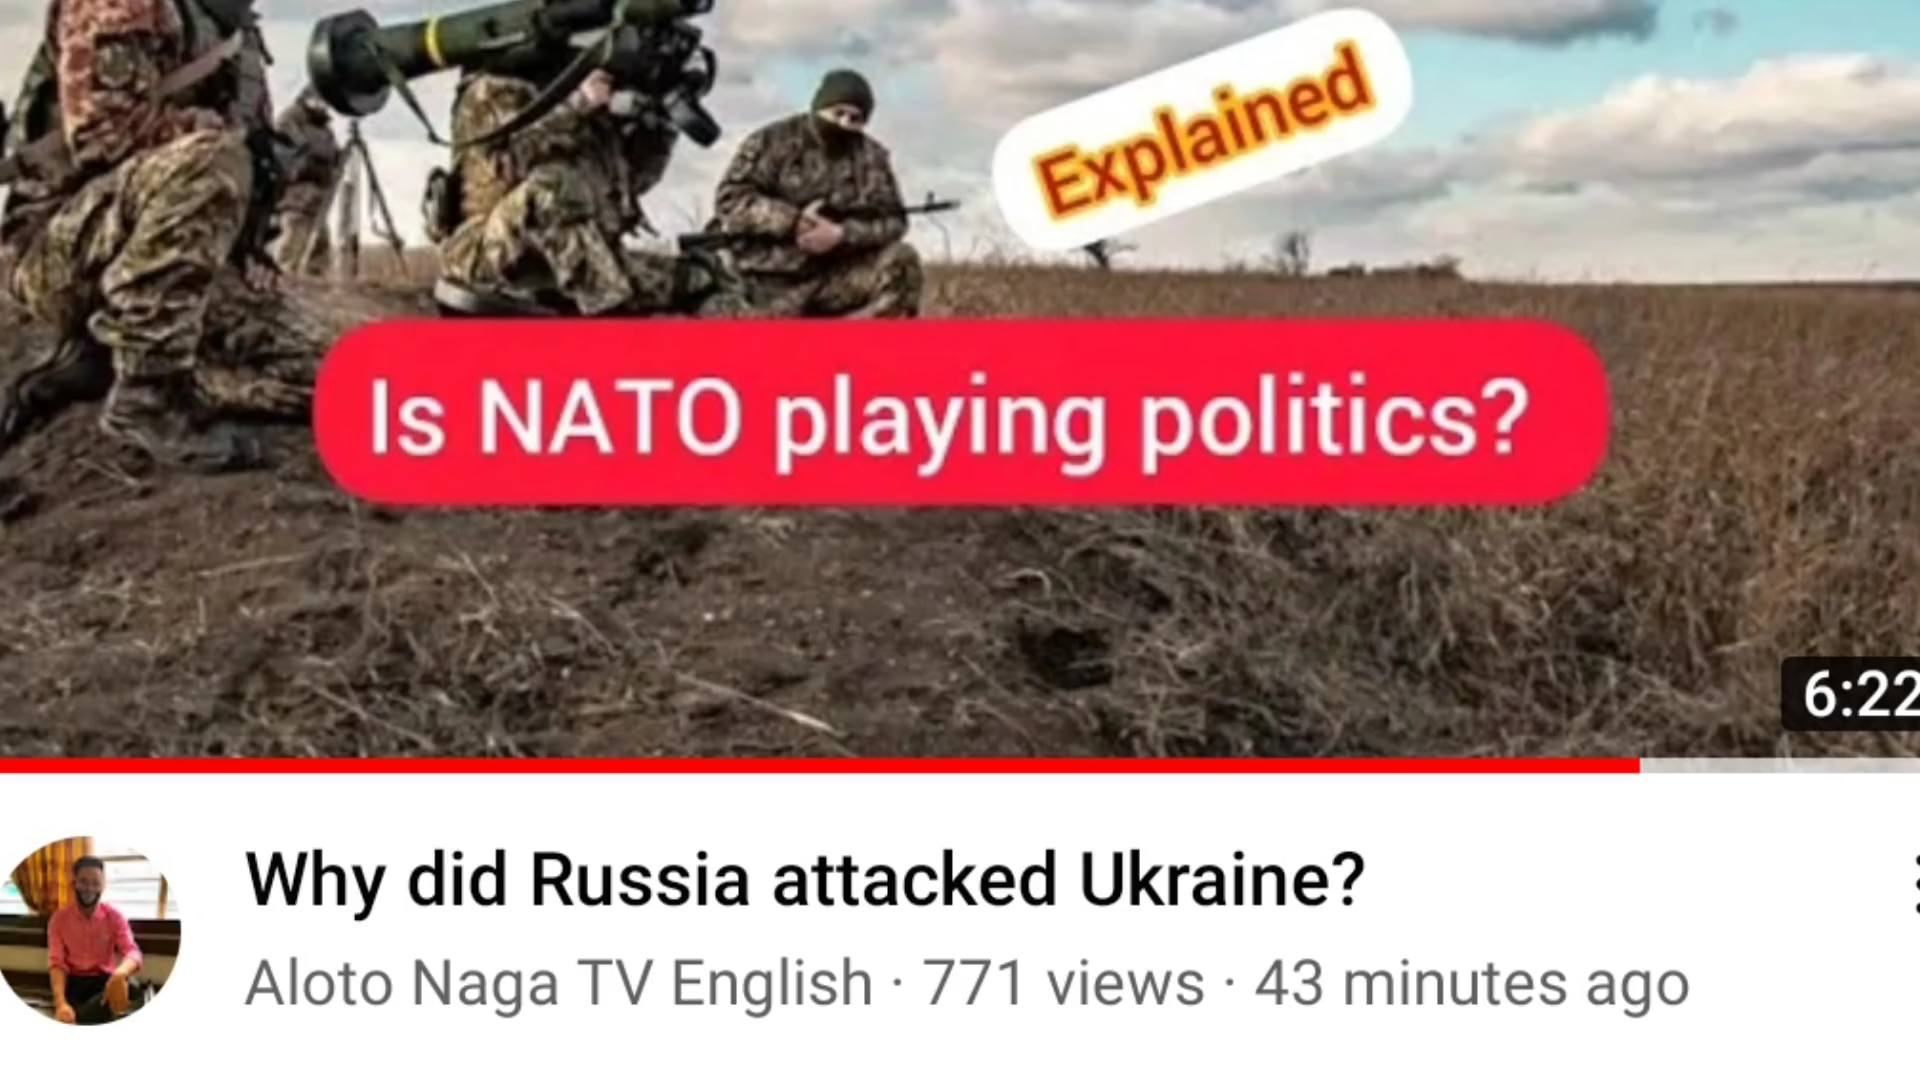 Explained
Is NATO playing politics?
6:22
Why did Russia attacked Ukraine?
Aloto Naga TV English · 771 views · 43 minutes ago